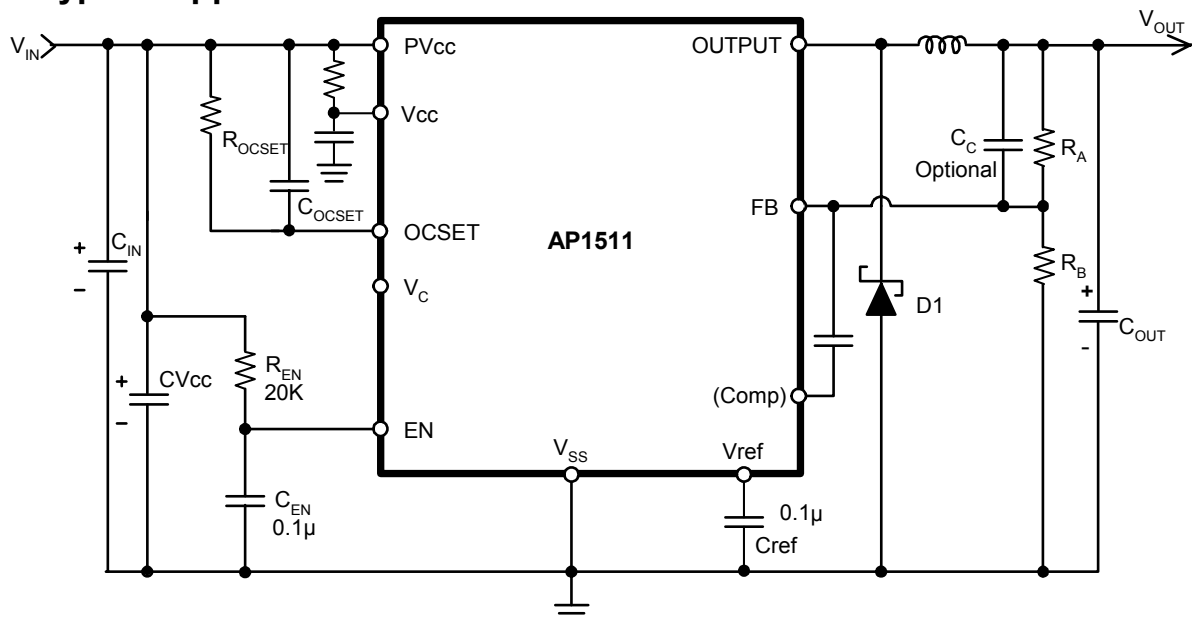 V_IN
PVcc
OUTPUT
V_OUT
Vcc
R_OCSET
C_OCSET
C_C
Optional
R_A
FB
OCSET
AP1511
+
C_IN
−
V_C
R_B
D1
+
C_OUT
-
R_EN
20K
+
CVcc
−
(Comp)
EN
V_SS
Vref
C_EN
0.1µ
0.1µ
Cref